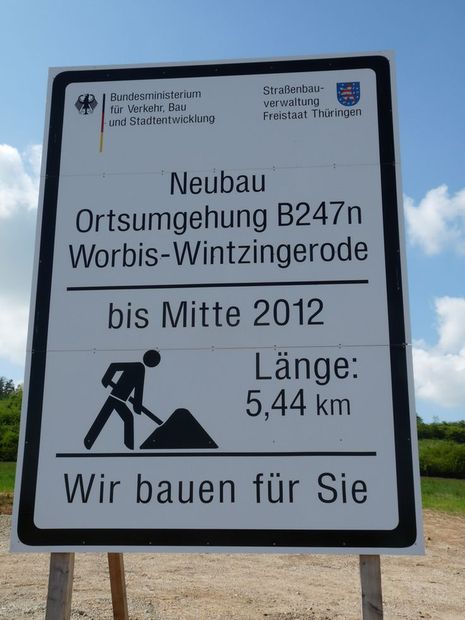 Bundesministerium
für Verkehr, Bau
und Stadtentwicklung
Straßenbau-
verwaltung
Freistaat Thüringen
Neubau
Ortsumgehung B247n
Worbis-Wintzingerode
bis Mitte 2012
Länge:
5,44 km
Wir bauen für Sie